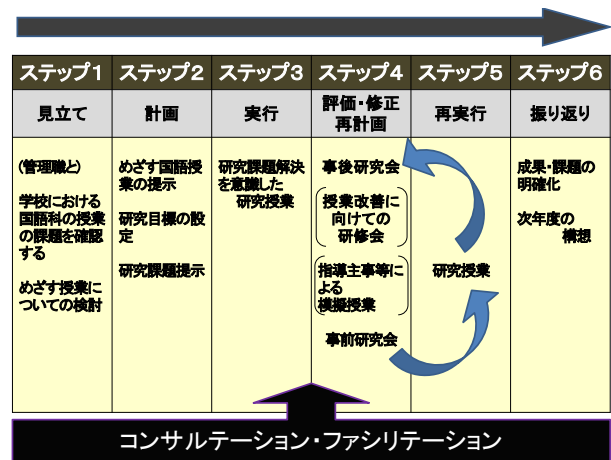 ステップ1
見立て
(管理職と)
学校における
国語科の授業
の課題を確認
する
めざす授業に
ついての検討
ステップ2
計画
めざす国語授
業の提示
研究目標の設
定
研究課題提示
ステップ3
実行
研究課題解決
を意識した
研究授業
ステップ4
評価・修正
再計画
事後研究会
授業改善に
向けての
研修会
指導主事等に
よる
模擬授業
事前研究会
ステップ5
再実行
研究授業
ステップ6
振り返り
成果・課題の
明確化
次年度の
構想
コンサルテーション・ファシリテーション